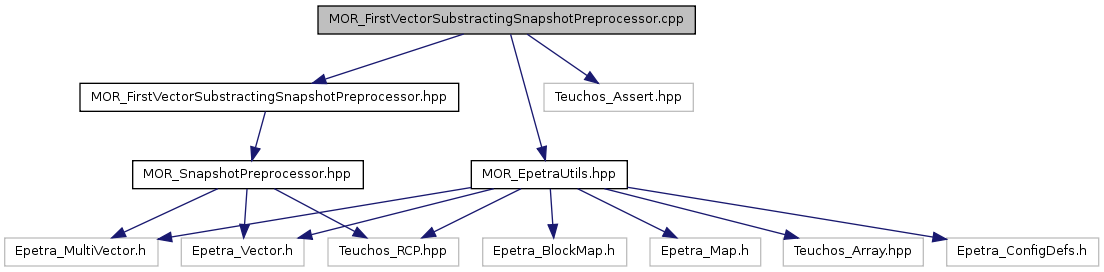 MOR_FirstVectorSubstractingSnapshotPreprocessor.cpp
MOR_FirstVectorSubstractingSnapshotPreprocessor.hpp
Teuchos_Assert.hpp
MOR_SnapshotPreprocessor.hpp
MOR_EpetraUtils.hpp
Epetra_MultiVector.h
Epetra_Vector.h
Teuchos_RCP.hpp
Epetra_BlockMap.h
Epetra_Map.h
Teuchos_Array.hpp
Epetra_ConfigDefs.h